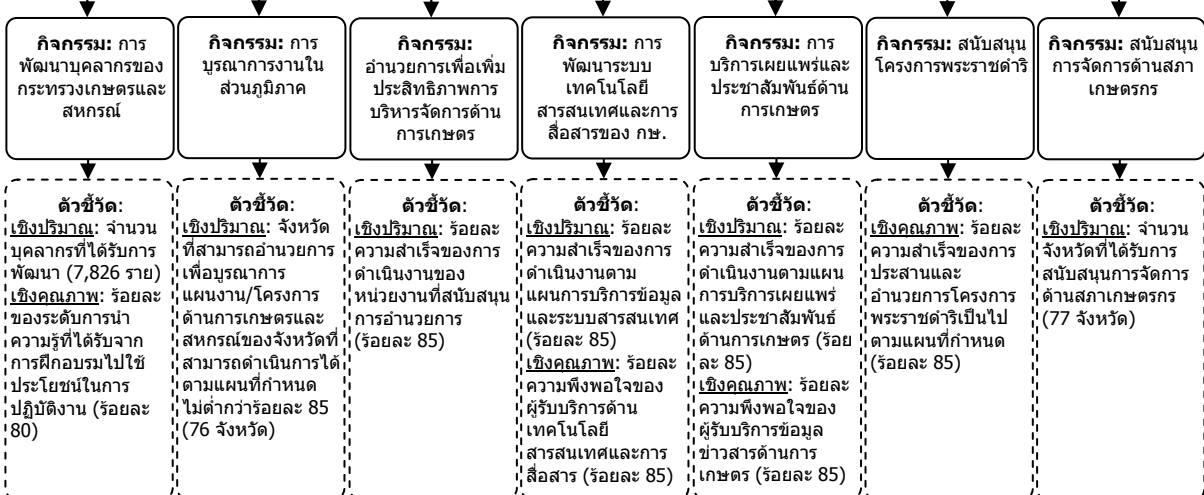 กิจกรรม: การ
พัฒนาบุคลากรของ
กระทรวงเกษตรและ
สหกรณ์
กิจกรรม: การ
บูรณาการงานใน
ส่วนภูมิภาค
กิจกรรม:
อำนวยการเพื่อเพิ่ม
ประสิทธิภาพการ
บริหารจัดการด้าน
การเกษตร
กิจกรรม: การ
พัฒนาระบบ
เทคโนโลยี
สารสนเทศและการ
สื่อสารของ กษ.
กิจกรรม: การ
บริการเผยแพร่และ
ประชาสัมพันธ์ด้าน
การเกษตร
กิจกรรม: สนับสนุน
โครงการพระราชดำริ
กิจกรรม: สนับสนุน
การจัดการด้านสภา
เกษตรกร
ตัวชี้วัด:
เชิงปริมาณ: จำนวน
บุคลากรที่ได้รับการ
พัฒนา (7,826 ราย)
เชิงคุณภาพ: ร้อยละ
ของระดับการนำ
ความรู้ที่ได้รับจาก
การฝึกอบรมไปใช้
ประโยชน์ในการ
ปฏิบัติงาน (ร้อยละ
80)
ตัวชี้วัด:
เชิงปริมาณ: จังหวัด
ที่สามารถอำนวยการ
เพื่อบูรณาการ
แผนงาน/โครงการ
ด้านการเกษตรและ
สหกรณ์ของจังหวัดที่
สามารถดำเนินการได้
ตามแผนที่กำหนด
ไม่ต่ำกว่าร้อยละ 85
(76 จังหวัด)
ตัวชี้วัด:
เชิงปริมาณ: ร้อยละ
ความสำเร็จของการ
ดำเนินงานของ
หน่วยงานที่สนับสนุน
การอำนวยการ
(ร้อยละ 85)
ตัวชี้วัด:
เชิงปริมาณ: ร้อยละ
ความสำเร็จของการ
ดำเนินงานตาม
แผนการบริการข้อมูล
และระบบสารสนเทศ
(ร้อยละ 85)
เชิงคุณภาพ: ร้อยละ
ความพึงพอใจของ
ผู้รับบริการด้าน
เทคโนโลยี
สารสนเทศและการ
สื่อสาร (ร้อยละ 85)
ตัวชี้วัด:
เชิงปริมาณ: ร้อยละ
ความสำเร็จของการ
ดำเนินงานตามแผน
การบริการเผยแพร่
และประชาสัมพันธ์
ด้านการเกษตร (ร้อย
ละ 85)
เชิงคุณภาพ: ร้อยละ
ความพึงพอใจของ
ผู้รับบริการข้อมูล
ข่าวสารด้านการ
เกษตร (ร้อยละ 85)
ตัวชี้วัด:
เชิงคุณภาพ: ร้อยละ
ความสำเร็จของการ
ประสานและ
อำนวยการโครงการ
พระราชดำริเป็นไป
ตามแผนที่กำหนด
(ร้อยละ 85)
ตัวชี้วัด:
เชิงปริมาณ: จำนวน
จังหวัดที่ได้รับการ
สนับสนุนการจัดการ
ด้านสภาเกษตรกร
(77 จังหวัด)